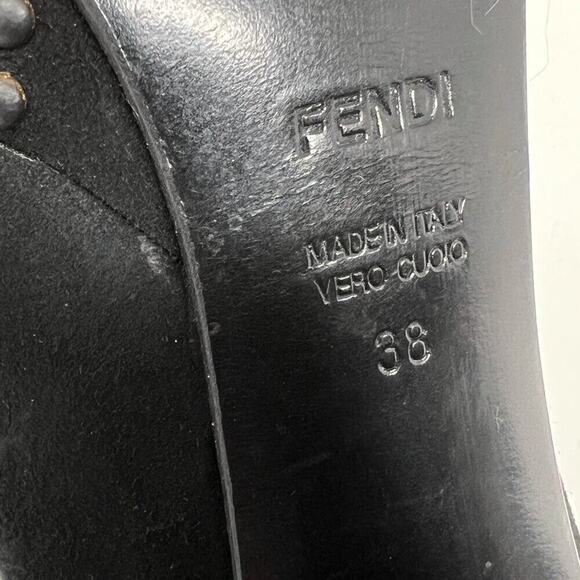 FENDI
MADE IN ITALY
VERO CUOIO
38